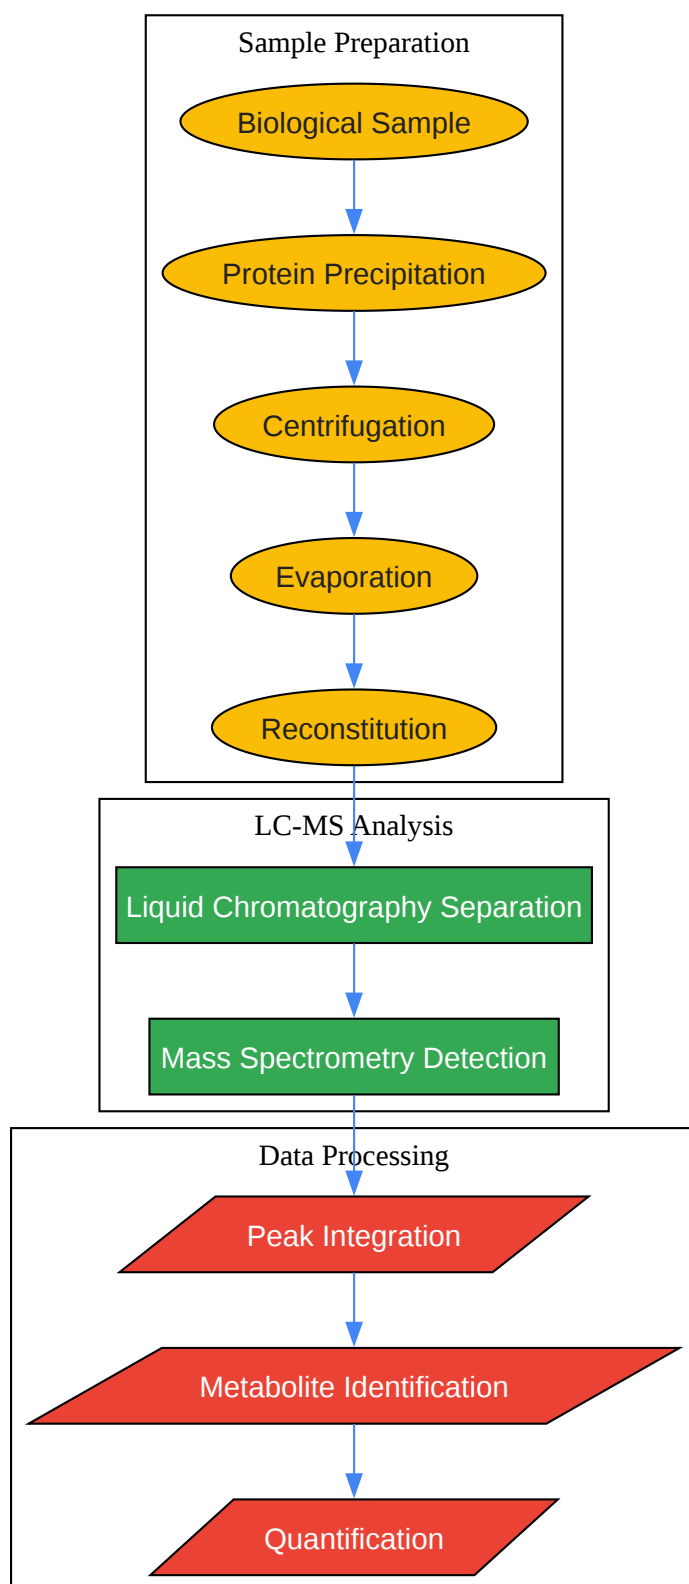 Sample Preparation
Biological Sample
Protein Precipitation
Centrifugation
Evaporation
Reconstitution
LC-MS Analysis
Liquid Chromatography Separation
Mass Spectrometry Detection
Data Processing
Peak Integration
Metabolite Identification
Quantification